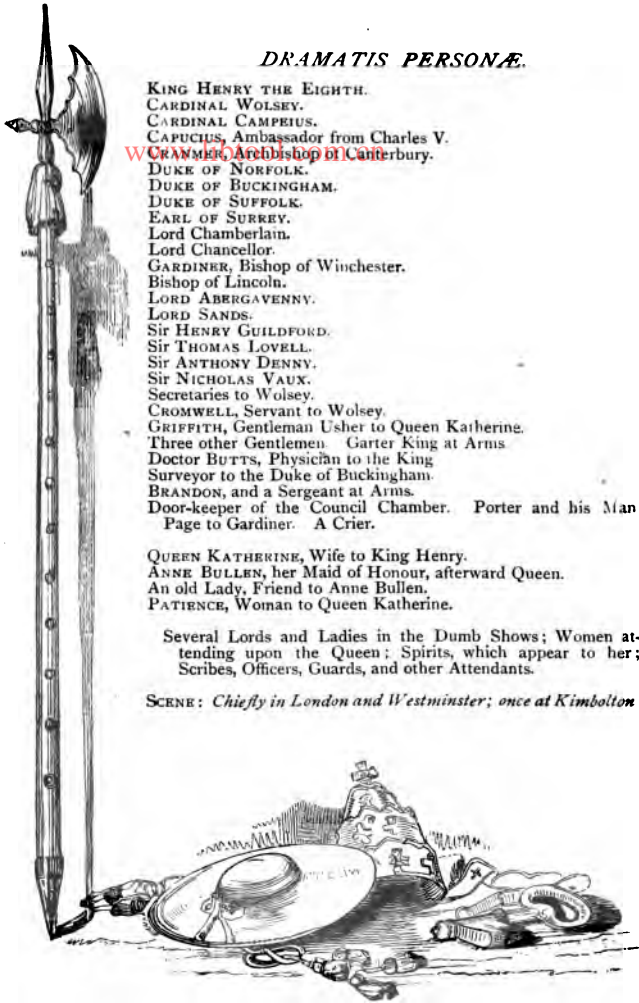 DRAMATIS PERSONÆ.
KING HENRY THE EIGHTH.
CARDINAL WOLSEY.
CARDINAL CAMPEIUS.
CAPUCIUS, Ambassador from Charles V.
www.libtool.com.cn
CRANMER, Archbishop of Canterbury.
DUKE OF NORFOLK.
DUKE OF BUCKINGHAM.
DUKE OF SUFFOLK.
EARL OF SURREY.
Lord Chamberlain.
Lord Chancellor.
GARDINER, Bishop of Winchester.
Bishop of Lincoln.
LORD ABERGAVENNY.
LORD SANDS.
Sir HENRY GUILDFORD.
Sir THOMAS LOVELL.
Sir ANTHONY DENNY.
Sir NICHOLAS VAUX.
Secretaries to Wolsey.
CROMWELL, Servant to Wolsey.
GRIFFITH, Gentleman Usher to Queen Katherine.
Three other Gentlemen Garter King at Arms
Doctor BUTTS, Physician to the King
Surveyor to the Duke of Buckingham.
BRANDON, and a Sergeant at Arms.
Door-keeper of the Council Chamber. Porter and his Man
Page to Gardiner. A Crier.
QUEEN KATHERINE, Wife to King Henry.
ANNE BULLEN, her Maid of Honour, afterward Queen.
An old Lady, Friend to Anne Bullen.
PATIENCE, Woman to Queen Katherine.
Several Lords and Ladies in the Dumb Shows; Women at-
tending upon the Queen; Spirits, which appear to her;
Scribes, Officers, Guards, and other Attendants.
SCENE: Chiefly in London and Westminster; once at Kimbolton